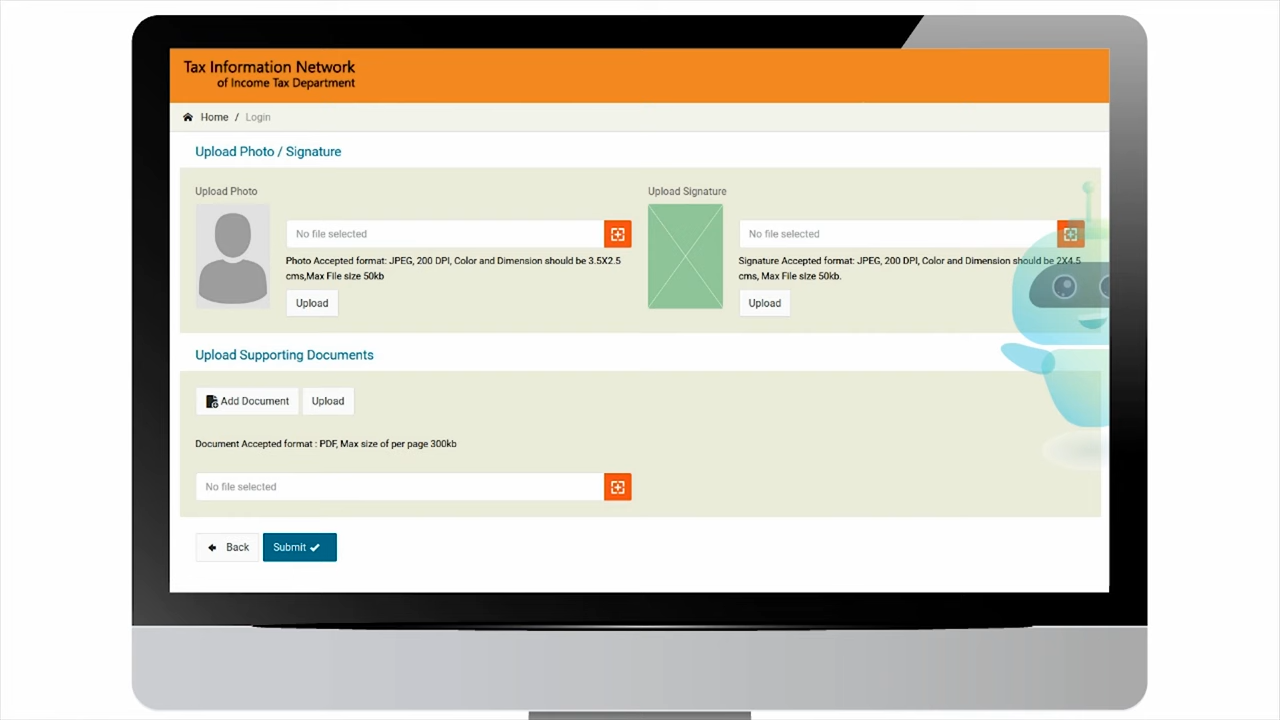 Tax Information Network
of Income Tax Department
Home / Login
Upload Photo / Signature
Upload Photo
No file selected
Photo Accepted format: JPEG, 200 DPI, Color and Dimension should be 3.5X2.5
cms,Max File size 50kb
Upload
Upload Signature
No file selected
Signature Accepted format: JPEG, 200 DPI, Color and Dimension should be 2X4.5
cms, Max File size 50kb.
Upload
Upload Supporting Documents
Add Document
Upload
Document Accepted format : PDF, Max size of per page 300kb
No file selected
Back
Submit